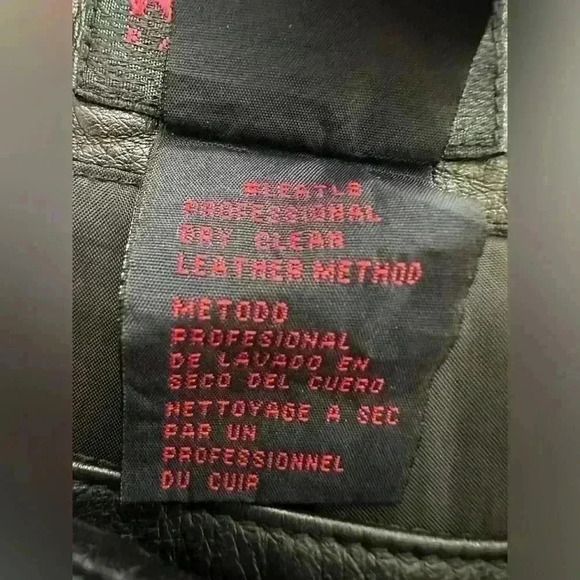 PROFESSIONAL
DRY CLEAN
LEATHER METHOD
METODO
PROFESIONAL
DE LAVADO EN
SECO DEL CUERO
NETTOYAGE A SEC
PAR UN
PROFESSIONNEL
DU CUIR